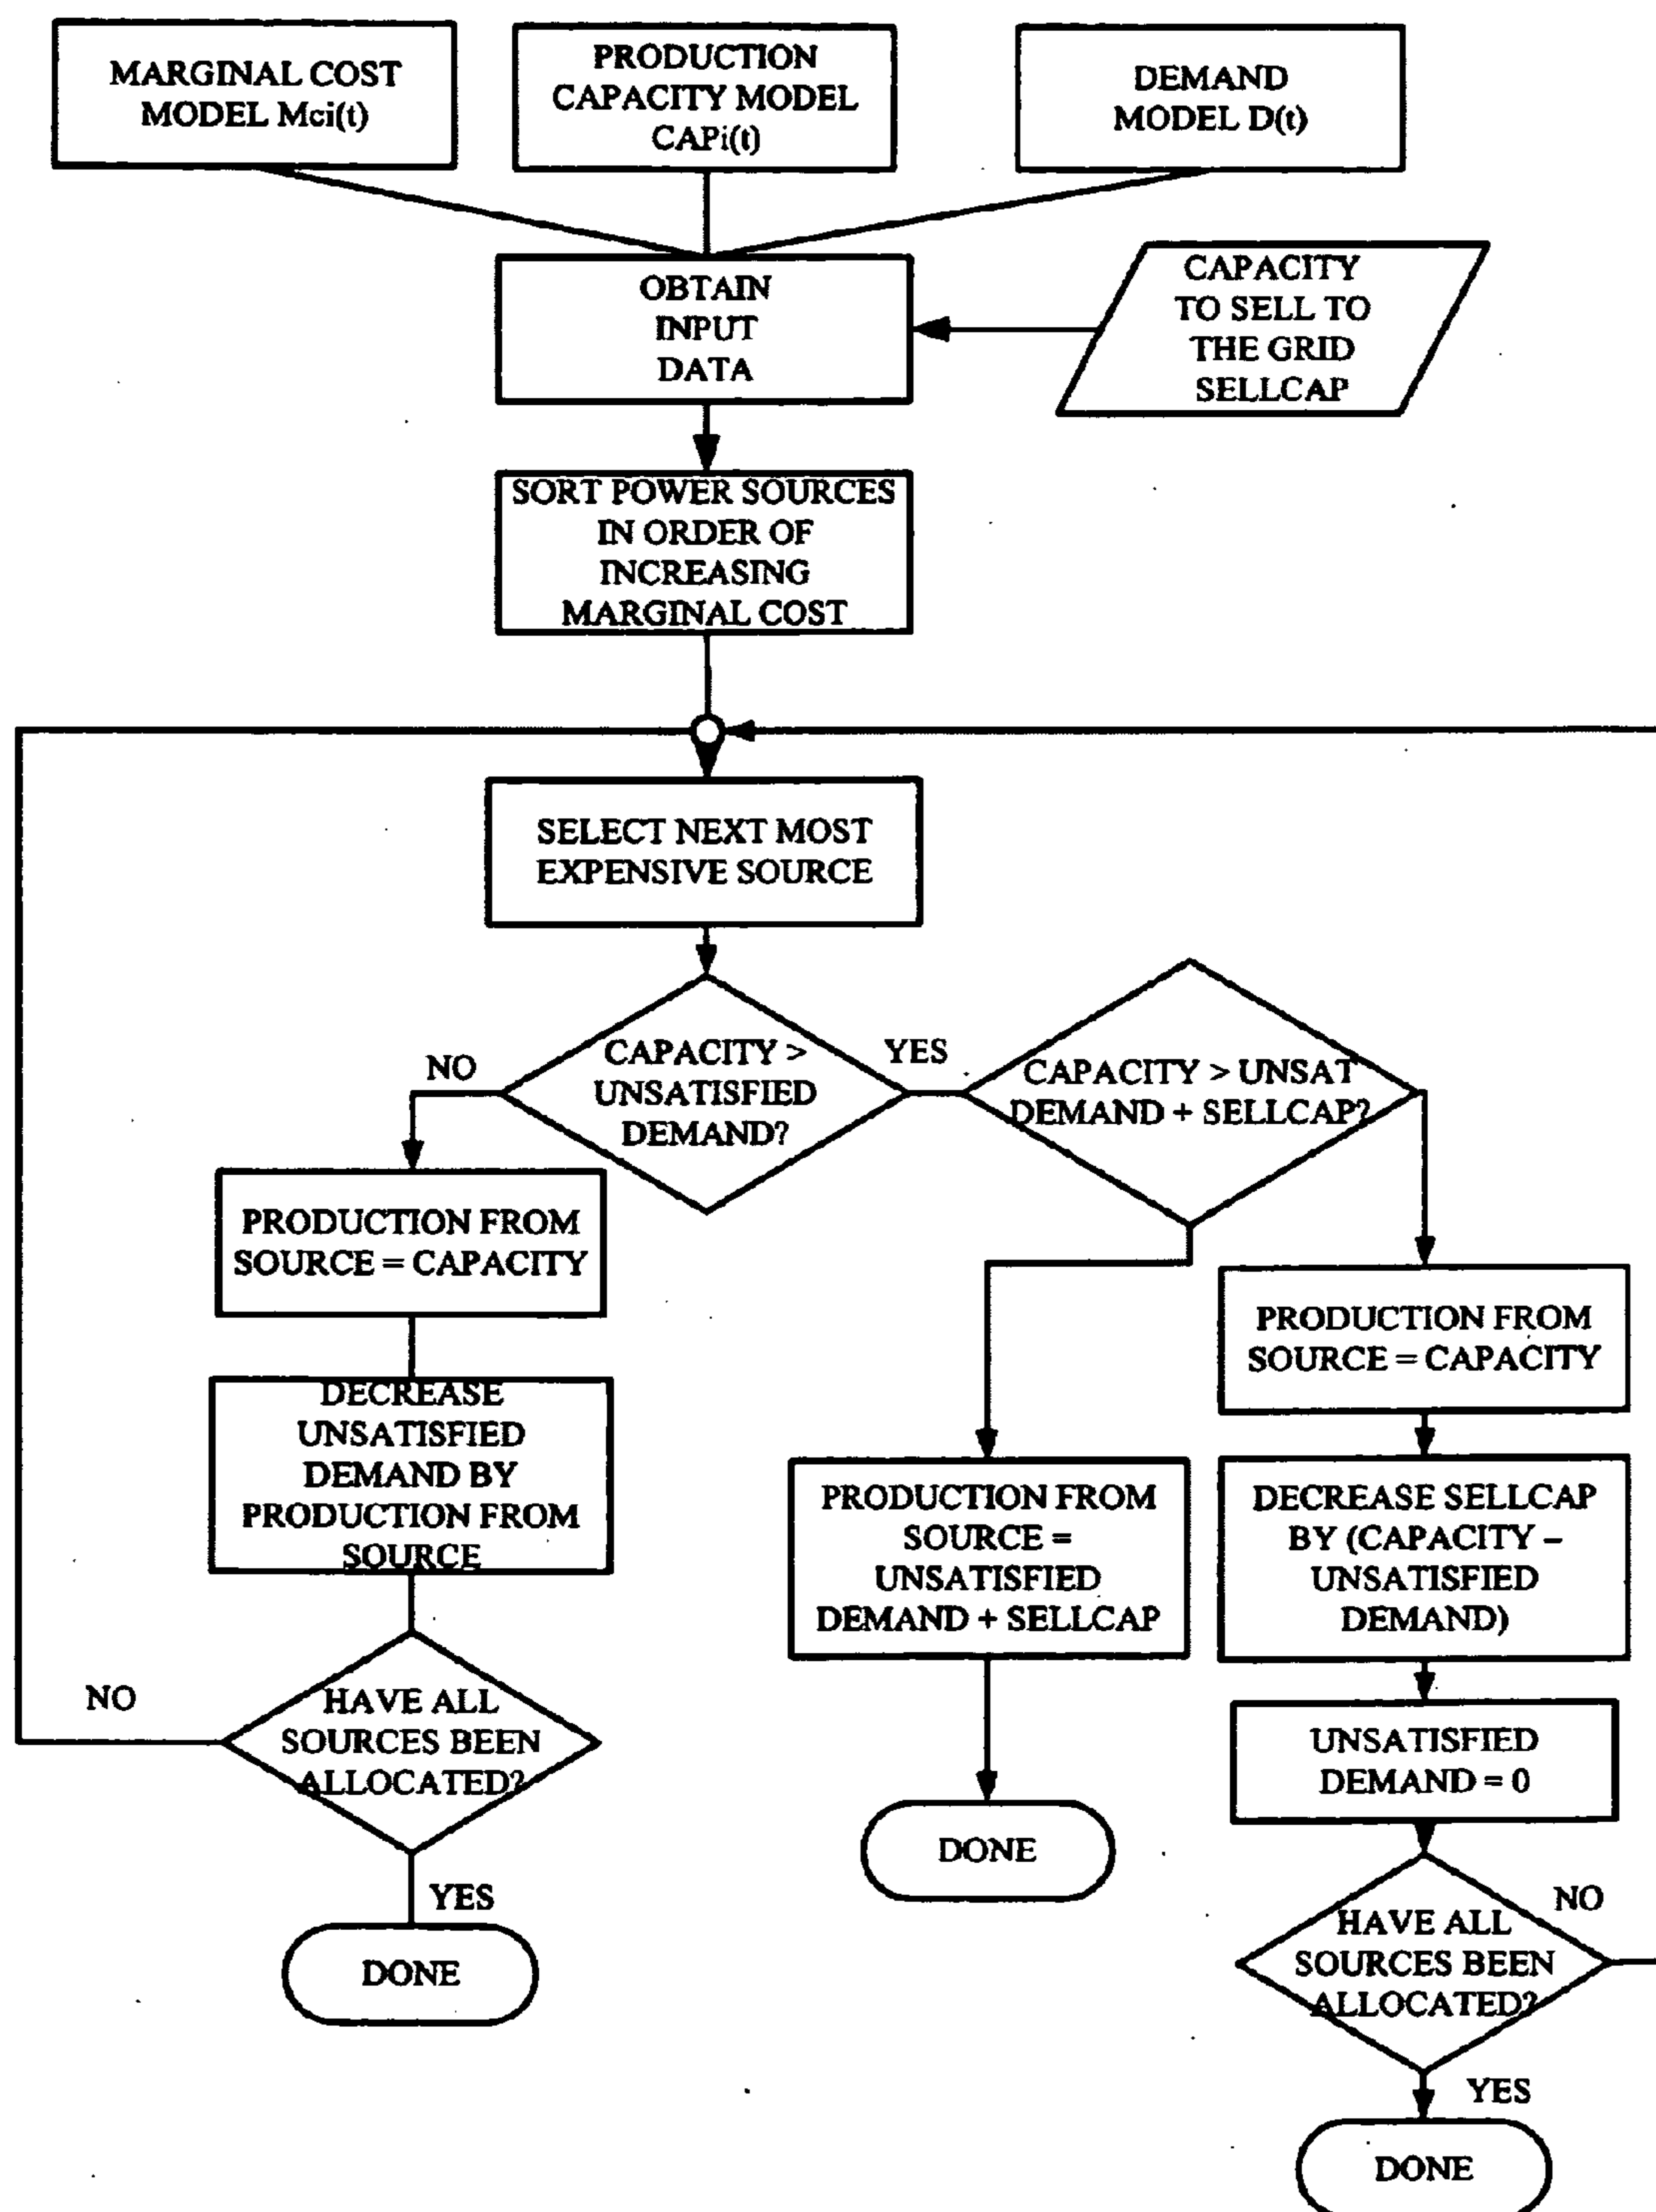 MARGINAL COST
MODEL Mci(t)
PRODUCTION
CAPACITY MODEL
CAPi(t)
DEMAND
MODEL D(t)
OBTAIN
INPUT
DATA
CAPACITY
TO SELL TO
THE GRID
SELLCAP
SORT POWER SOURCES
IN ORDER OF
INCREASING
MARGINAL COST
SELECT NEXT MOST
EXPENSIVE SOURCE
NO
CAPACITY >
UNSATISFIED
DEMAND?
YES
CAPACITY > UNSAT
DEMAND + SELLCAP?
PRODUCTION FROM
SOURCE = CAPACITY
DECREASE
UNSATISFIED
DEMAND BY
PRODUCTION FROM
SOURCE
NO
HAVE ALL
SOURCES BEEN
ALLOCATED?
YES
DONE
PRODUCTION FROM
SOURCE =
UNSATISFIED
DEMAND + SELLCAP
DONE
PRODUCTION FROM
SOURCE = CAPACITY
DECREASE SELLCAP
BY (CAPACITY –
UNSATISFIED
DEMAND)
UNSATISFIED
DEMAND = 0
NO
HAVE ALL
SOURCES BEEN
ALLOCATED?
YES
DONE